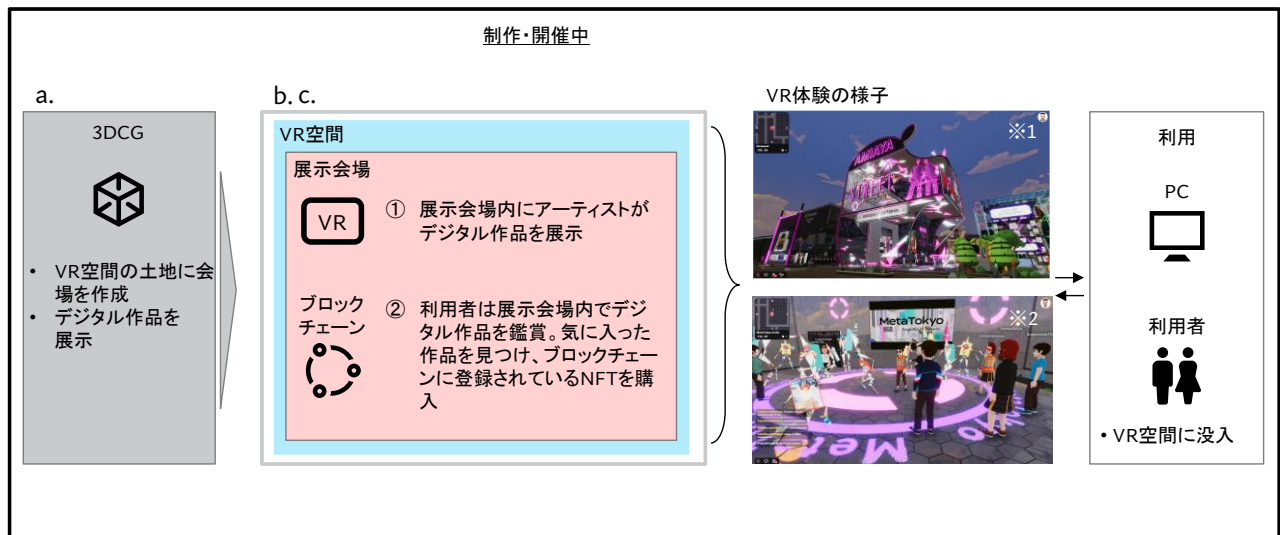 制作・開催中
a.
3DCG
• VR空間の土地に会
場を作成
• デジタル作品を
展示
b. c.
VR空間
展示会場
VR
① 展示会場内にアーティストが
デジタル作品を展示
ブロック
チェーン
② 利用者は展示会場内でデジ
タル作品を鑑賞。気に入った
作品を見つけ、ブロックチェー
ンに登録されているNFTを購
入
VR体験の様子
※1
※2
MetaTokyo
利用
PC
利用者
• VR空間に没入